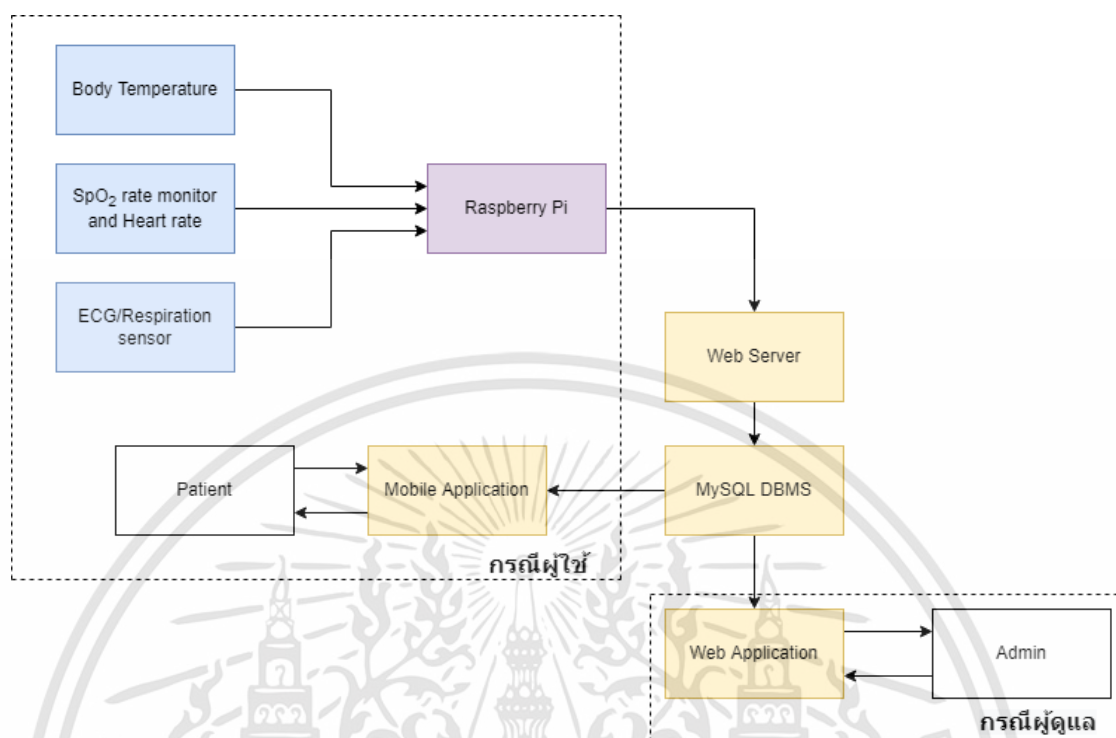 Body Temperature
SpO₂ rate monitor
and Heart rate
Raspberry Pi
ECG/Respiration
sensor
Web Server
Patient
Mobile Application
MySQL DBMS
กรณีผู้ใช้
Web Application
Admin
กรณีผู้ดูแล